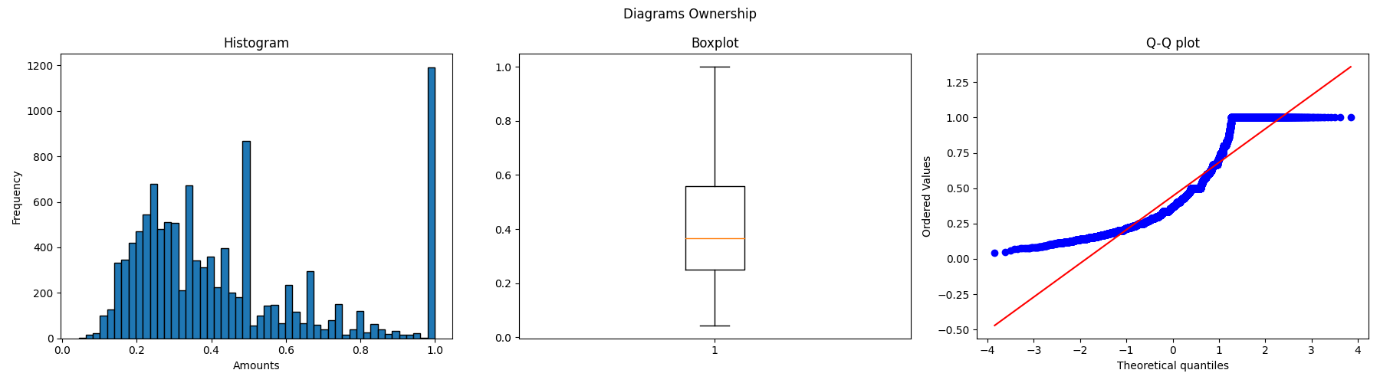 Diagrams Ownership
Histogram
1200
1000
800
600
400
200
0
Frequency
0.0 0.2 0.4 0.6 0.8 1.0
Amounts
Boxplot
1.0
0.8
0.6
0.4
0.2
0.0
1
Q-Q plot
1.25
1.00
0.75
0.50
0.25
0.00
−0.25
−0.50
Ordered Values
−4 −3 −2 −1 0 1 2 3 4
Theoretical quantiles